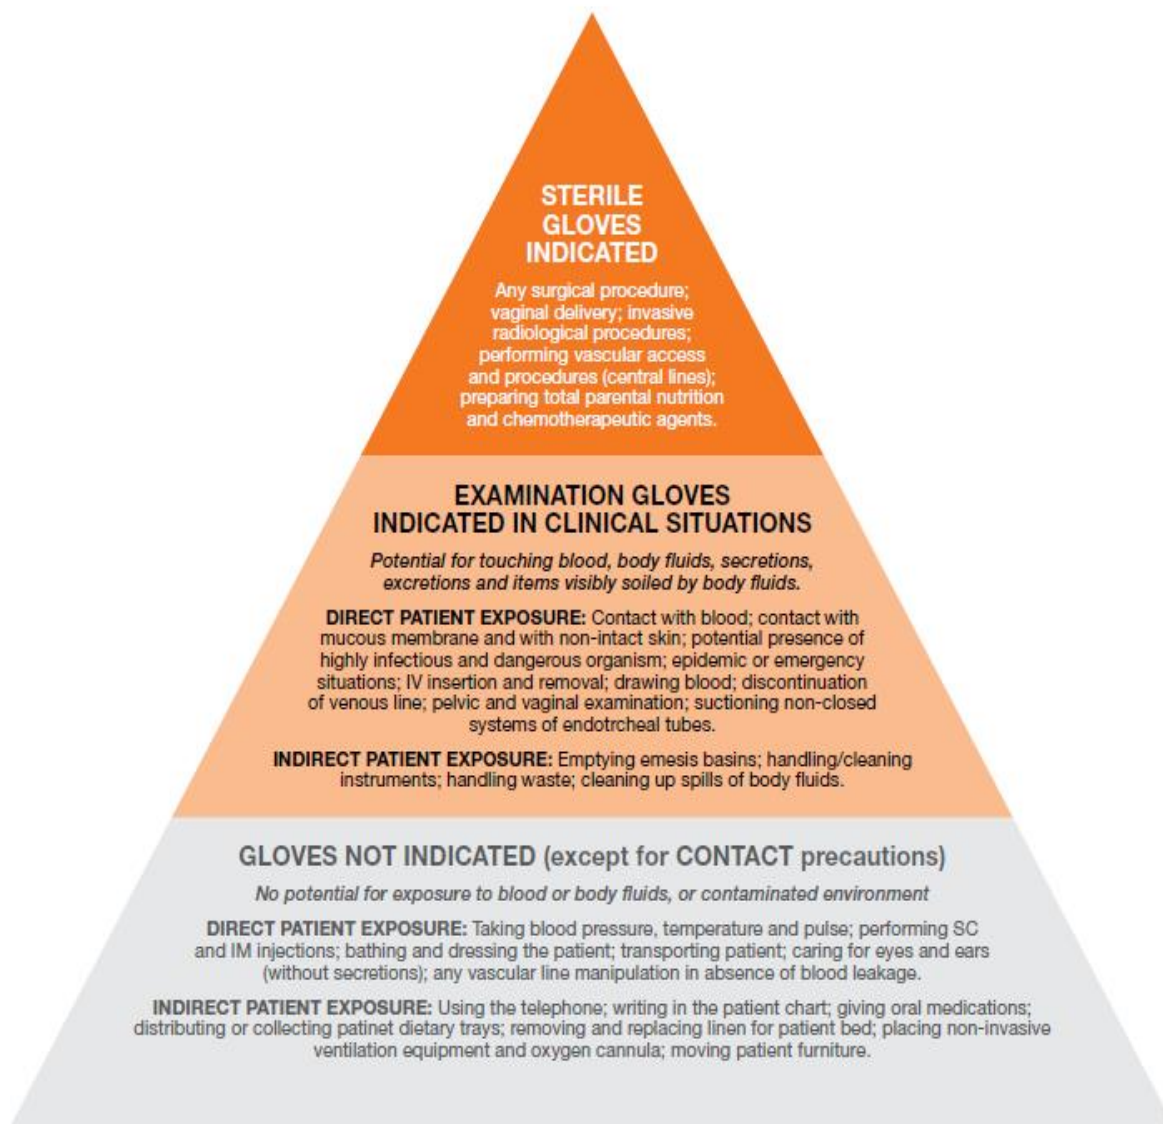 STERILE
GLOVES
INDICATED
Any surgical procedure;
vaginal delivery; invasive
radiological procedures;
performing vascular access
and procedures (central lines);
preparing total parental nutrition
and chemotherapeutic agents.
EXAMINATION GLOVES
INDICATED IN CLINICAL SITUATIONS
Potential for touching blood, body fluids, secretions,
excretions and items visibly soiled by body fluids.
DIRECT PATIENT EXPOSURE: Contact with blood; contact with
mucous membrane and with non-intact skin; potential presence of
highly infectious and dangerous organism; epidemic or emergency
situations; IV insertion and removal; drawing blood; discontinuation
of venous line; pelvic and vaginal examination; suctioning non-closed
systems of endotrcheal tubes.
INDIRECT PATIENT EXPOSURE: Emptying emesis basins; handling/cleaning
instruments; handling waste; cleaning up spills of body fluids.
GLOVES NOT INDICATED (except for CONTACT precautions)
No potential for exposure to blood or body fluids, or contaminated environment
DIRECT PATIENT EXPOSURE: Taking blood pressure, temperature and pulse; performing SC
and IM injections; bathing and dressing the patient; transporting patient; caring for eyes and ears
(without secretions); any vascular line manipulation in absence of blood leakage.
INDIRECT PATIENT EXPOSURE: Using the telephone; writing in the patient chart; giving oral medications;
distributing or collecting patinet dietary trays; removing and replacing linen for patient bed; placing non-invasive
ventilation equipment and oxygen cannula; moving patient furniture.